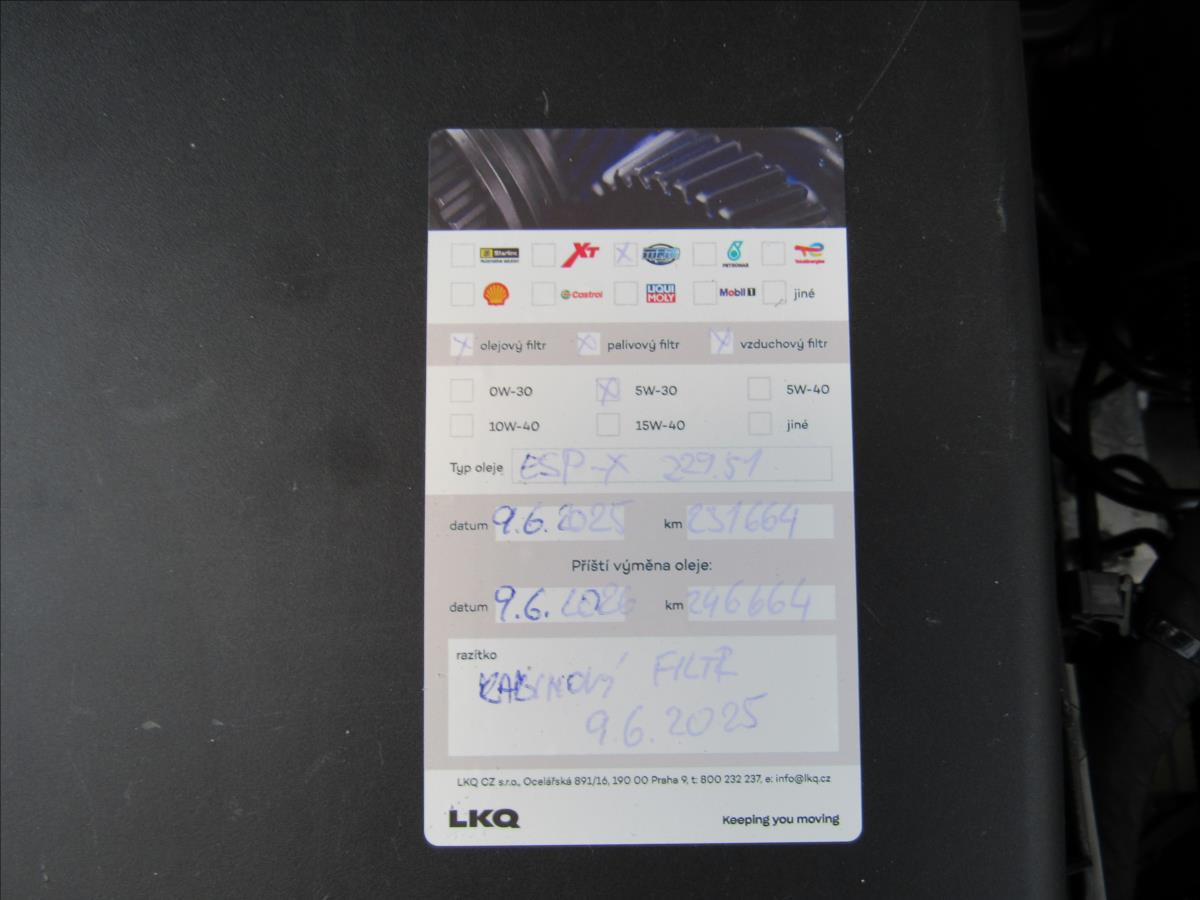 Starline XT PETRONAS TotalEnergies
Castrol LIQUI MOLY Mobil 1 jiné
olejový filtr palivový filtr vzduchový filtr
0W-30 5W-30 5W-40
10W-40 15W-40 jiné
Typ oleje ESP-X 229.51
datum 9.6.2025 km 231664
Příští výměna oleje:
datum 9.6.2026 km 246664
razítko
KABINOVÝ FILTR
9.6.2025
LKQ CZ s.r.o., Ocelářská 891/16, 190 00 Praha 9, t: 800 232 237, e: info@lkq.cz
LKQ Keeping you moving